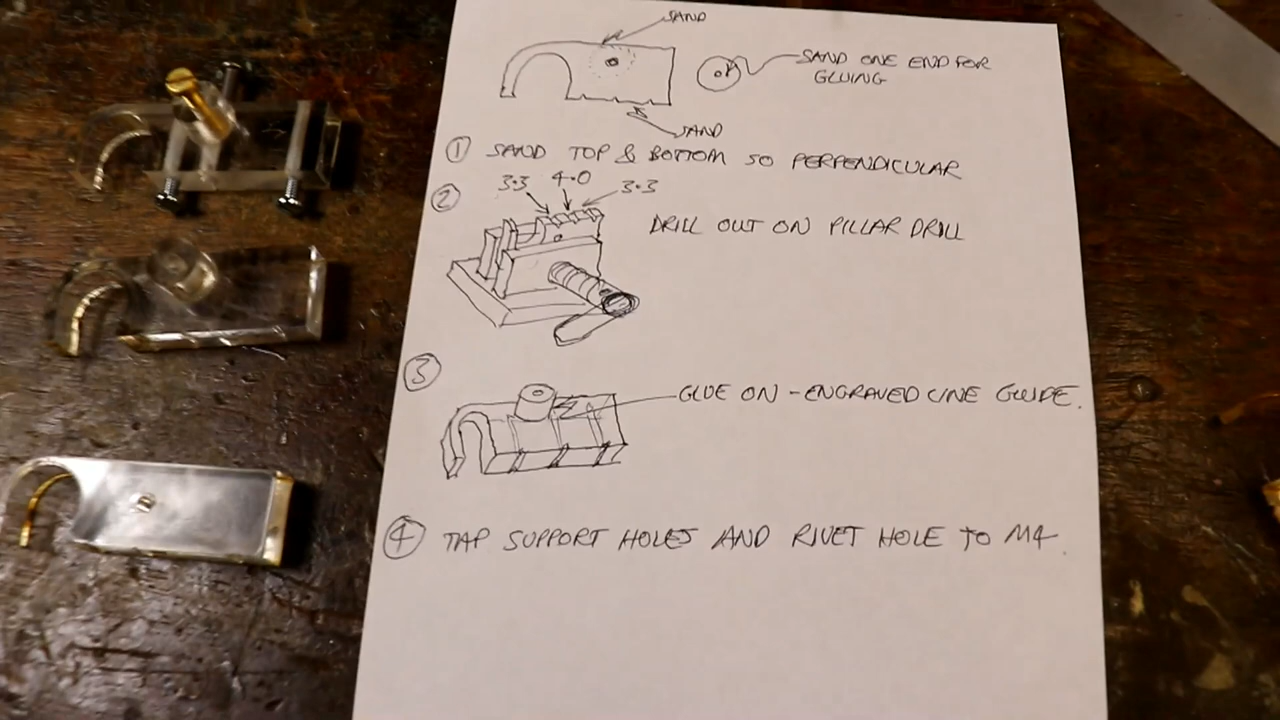 SAND
SAND ONE END FOR
GLUING
SAND
① SAND TOP & BOTTOM SO PERPENDICULAR
②
3.3 4.0 3.3
DRILL OUT ON PILLAR DRILL
③
GLUE ON - ENGRAVED LINE GUIDE.
④ TAP SUPPORT HOLES AND RIVET HOLE TO M4.